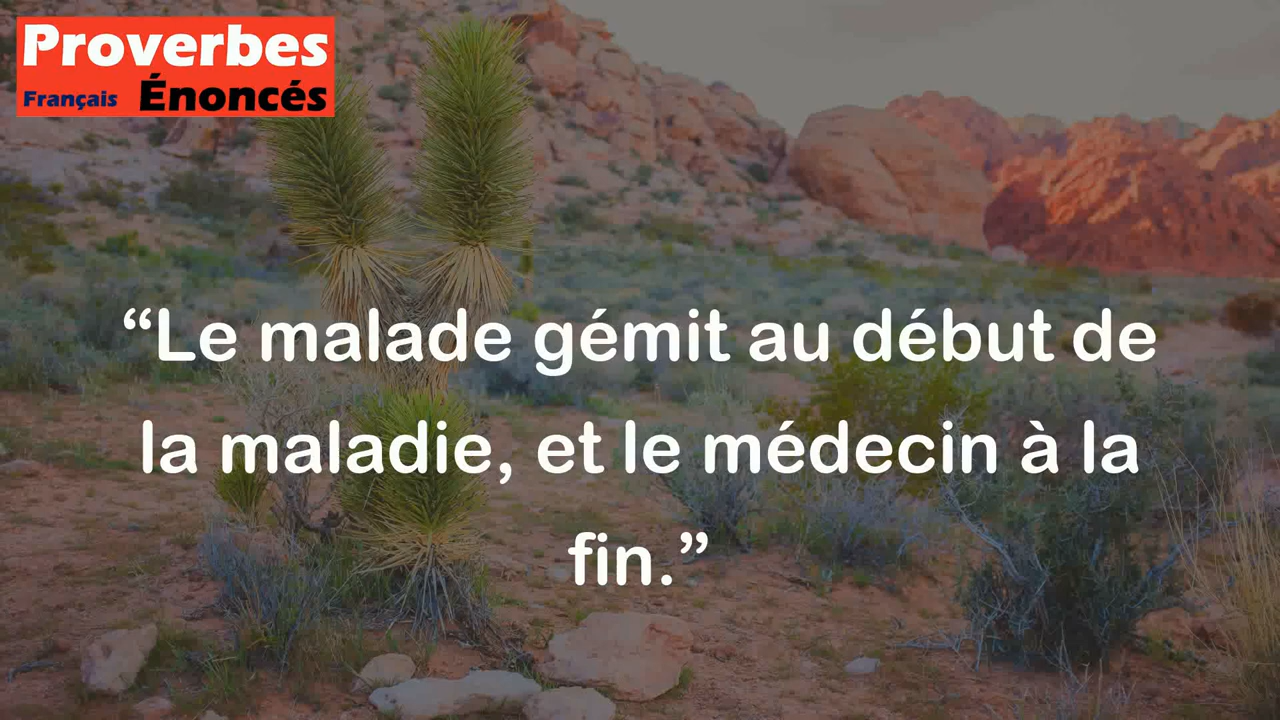 Proverbes
Français Énoncés
“Le malade gémit au début de
la maladie, et le médecin à la
fin.”